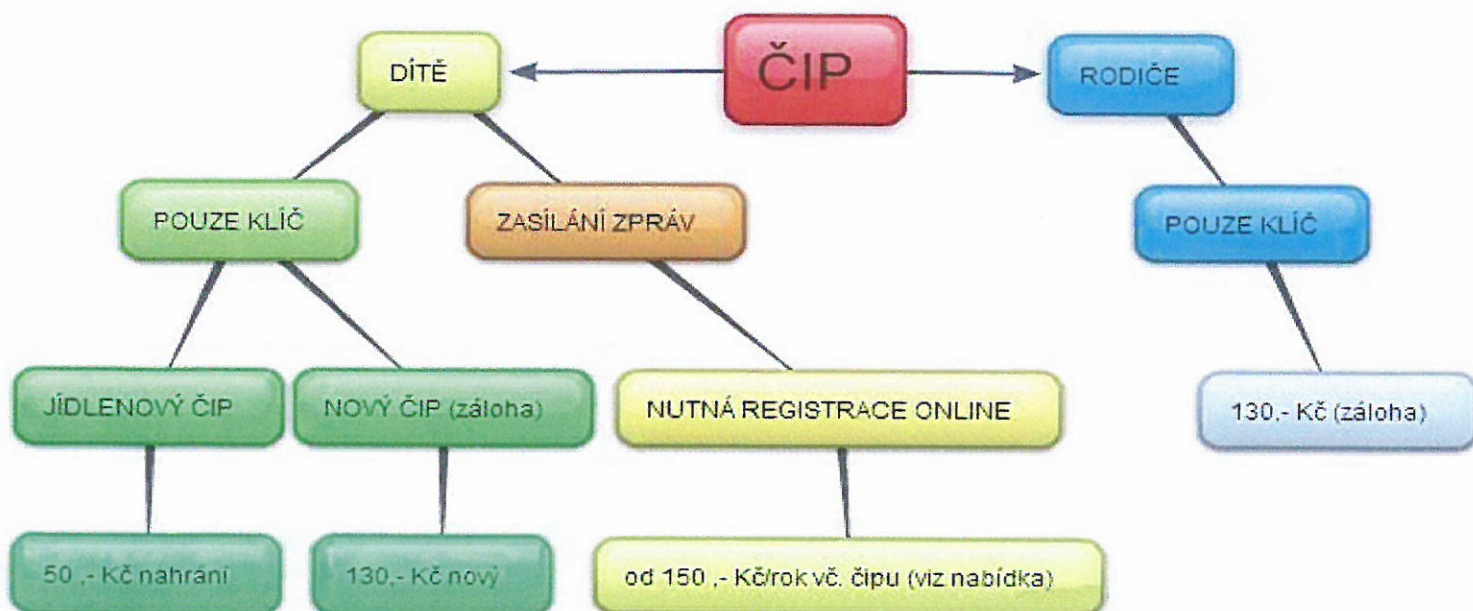 DÍTĚ
ČIP
RODIČE
POUZE KLÍČ
ZASÍLÁNÍ ZPRÁV
POUZE KLÍČ
JÍDLENOVÝ ČIP
NOVÝ ČIP (záloha)
NUTNÁ REGISTRACE ONLINE
130,- Kč (záloha)
50 ,- Kč nahrání
130,- Kč nový
od 150 ,- Kč/rok vč. čipu (viz nabídka)